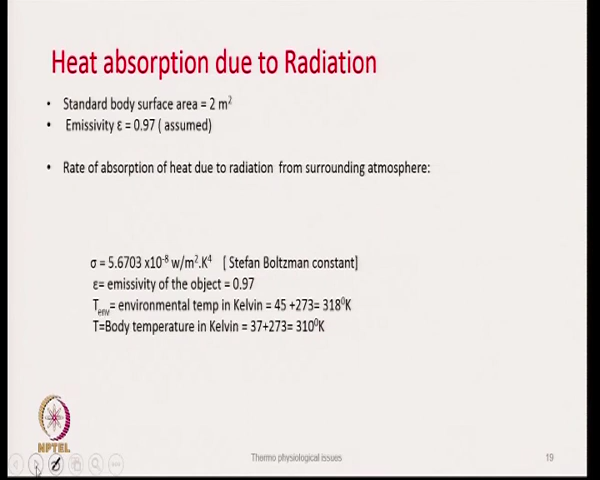 Heat absorption due to Radiation
• Standard body surface area = 2 m²
• Emissivity ε = 0.97 ( assumed)
• Rate of absorption of heat due to radiation from surrounding atmosphere:
σ = 5.6703 x10⁻⁸ w/m².K⁴ [ Stefan Boltzman constant]
ε= emissivity of the object = 0.97
Tenv= environmental temp in Kelvin = 45 +273= 318⁰K
T=Body temperature in Kelvin = 37+273= 310⁰K
NPTEL
Thermo physiological issues
19